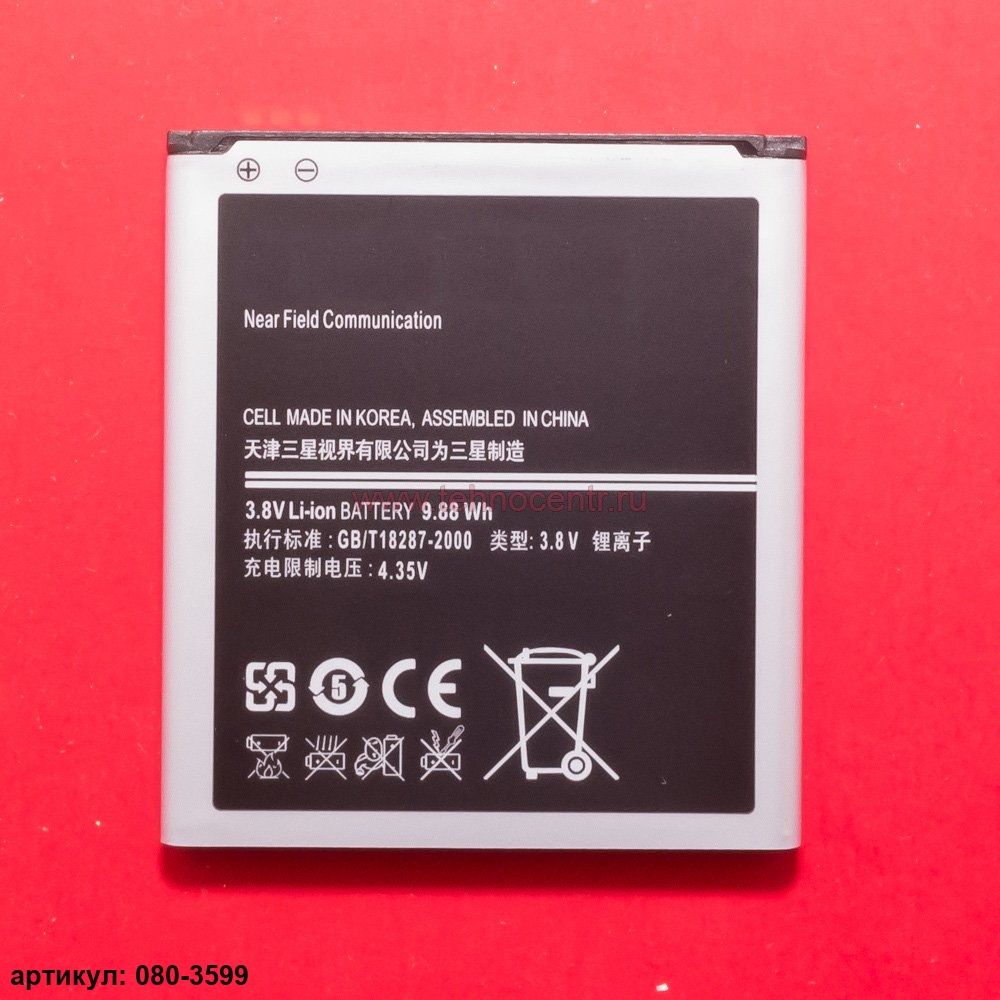 Near Field Communication
CELL MADE IN KOREA, ASSEMBLED IN CHINA
天津三星视界有限公司为三星制造
www.tehnocentr.ru
3.8V Li-ion BATTERY 9.88 Wh
执行标准 : GB/T18287-2000 类型: 3.8 V 锂离子
充电限制电压 : 4.35V
5 CE
артикул: 080-3599